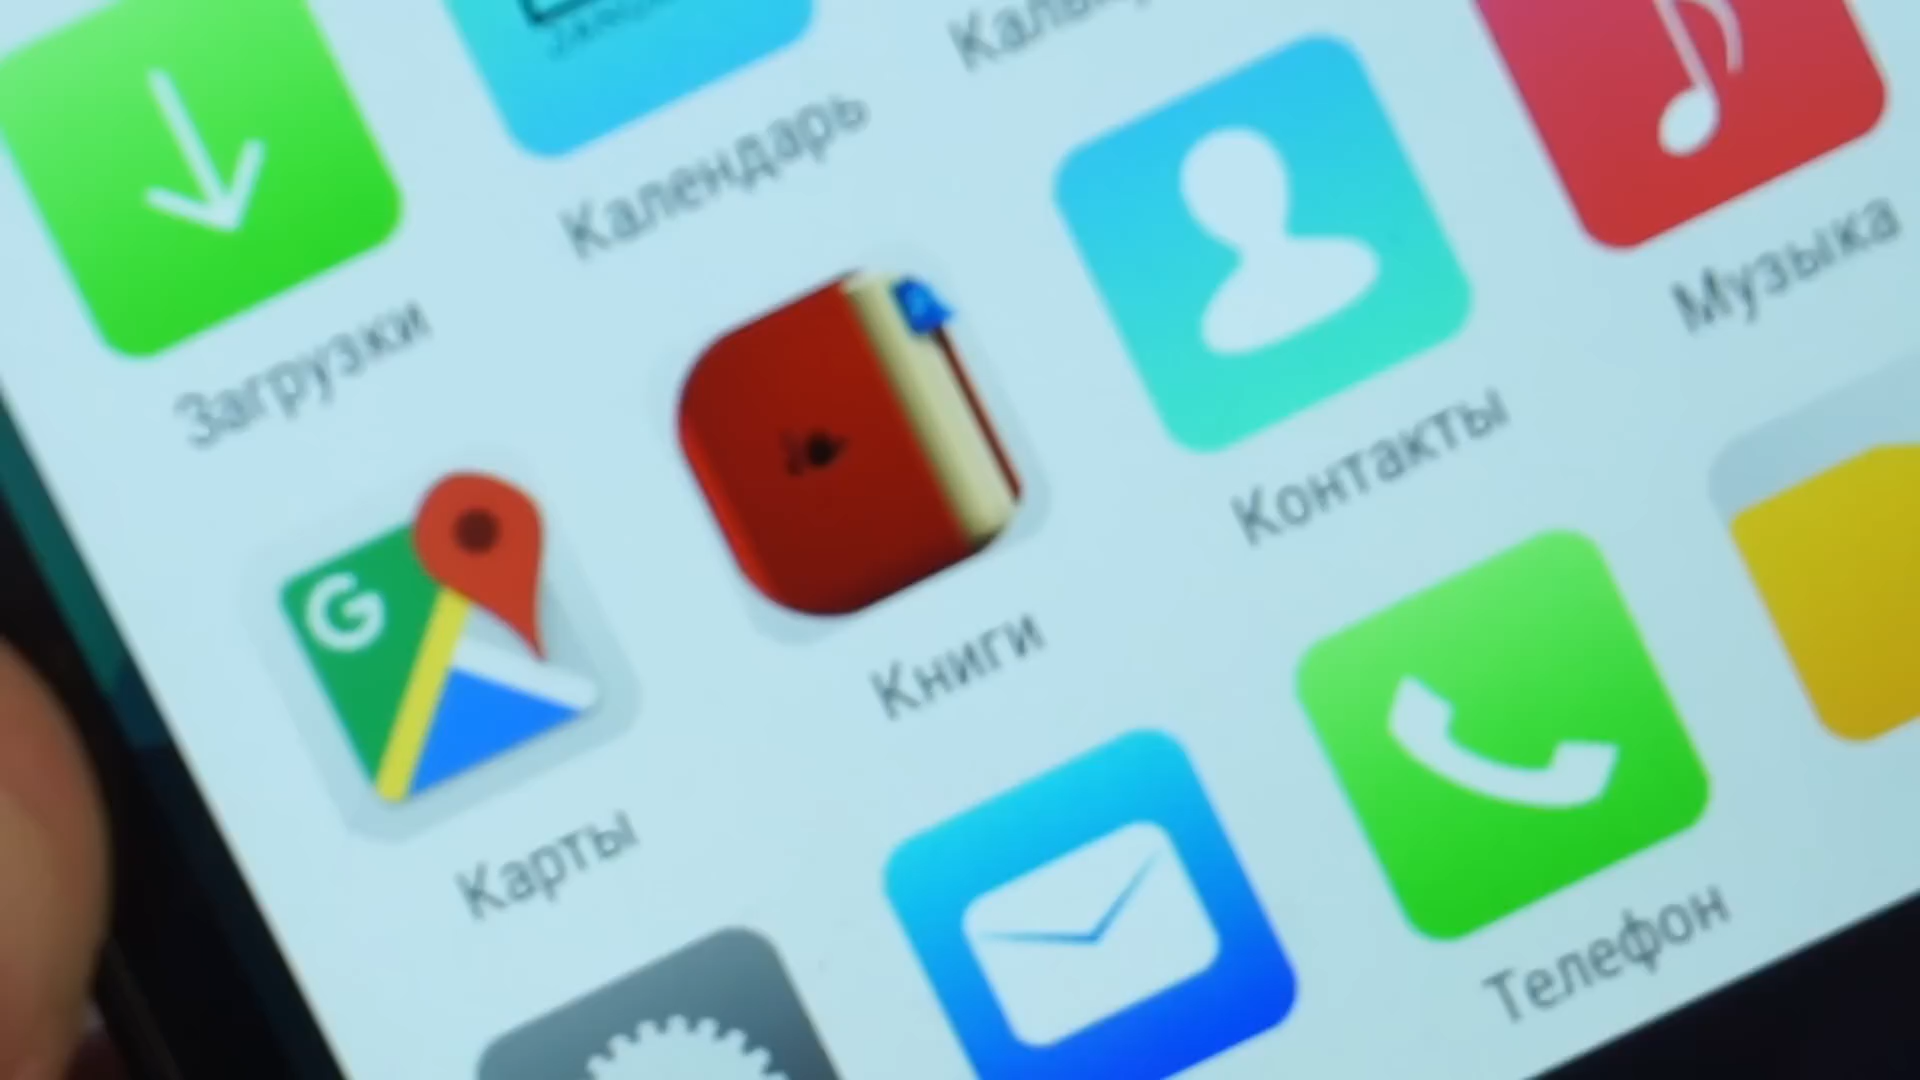 Календарь
Загрузки
Музыка
Контакты
Книги
Карты
G
Телефон